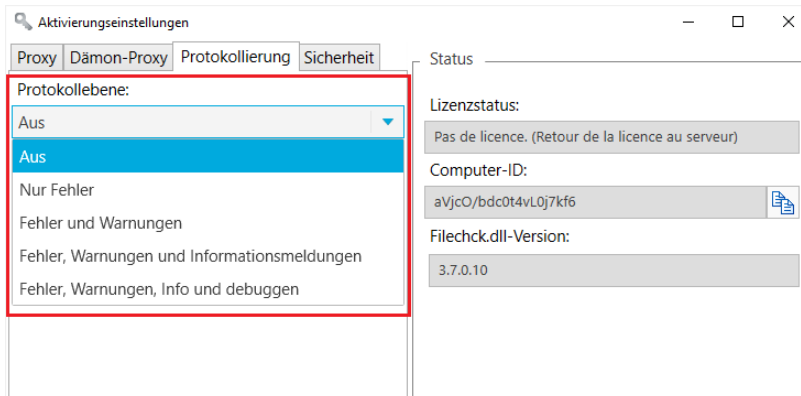 Aktivierungseinstellungen
Proxy Dämon-Proxy Protokollierung Sicherheit
Protokollebene:
Aus
Aus
Nur Fehler
Fehler und Warnungen
Fehler, Warnungen und Informationsmeldungen
Fehler, Warnungen, Info und debuggen
Status
Lizenzstatus:
Pas de licence. (Retour de la licence au serveur)
Computer-ID:
aVjcO/bdc0t4vL0j7kf6
Filechck.dll-Version:
3.7.0.10